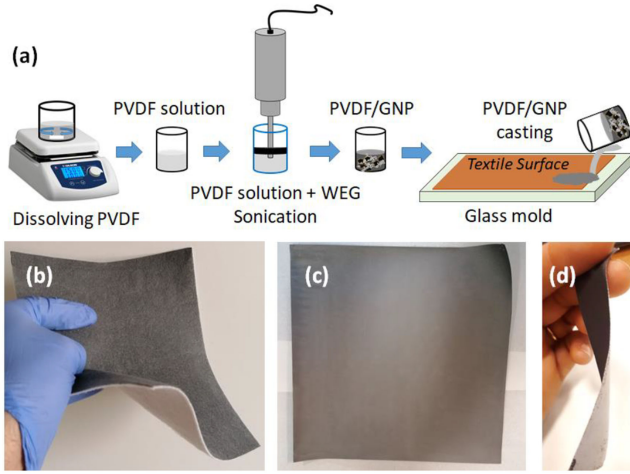 (a)
PVDF solution
PVDF/GNP
PVDF/GNP
casting
Textile Surface
Dissolving PVDF
PVDF solution + WEG
Sonication
Glass mold
(b)
(c)
(d)